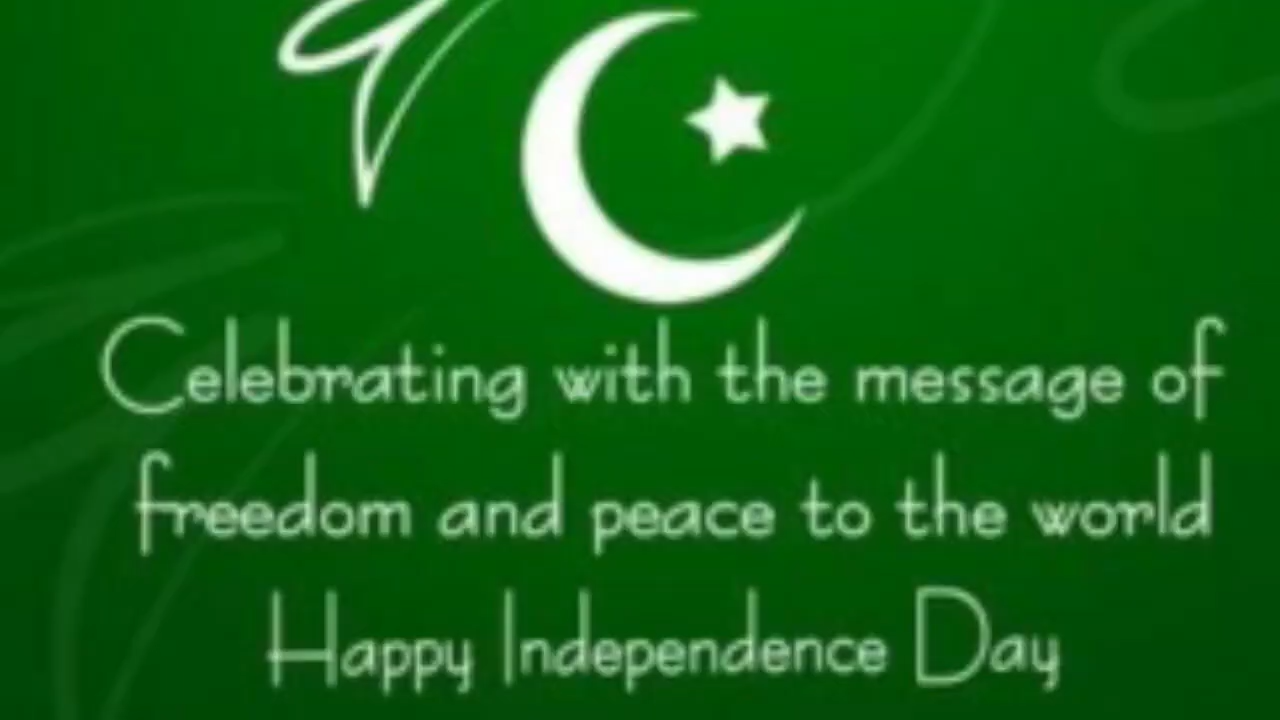 Celebrating with the message of
freedom and peace to the world
Happy Independence Day